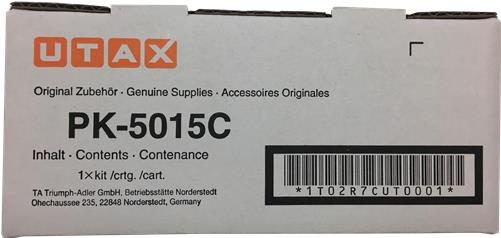 UTAX
Original Zubehör · Genuine Supplies · Accessoires Originales
PK-5015C
Inhalt · Contents · Contenance
1×kit /crtg. /cart.
TA Triumph-Adler GmbH, Betriebsstätte Norderstedt
Ohechaussee 235, 22848 Norderstedt, Germany
*1T02R7CUT0001*